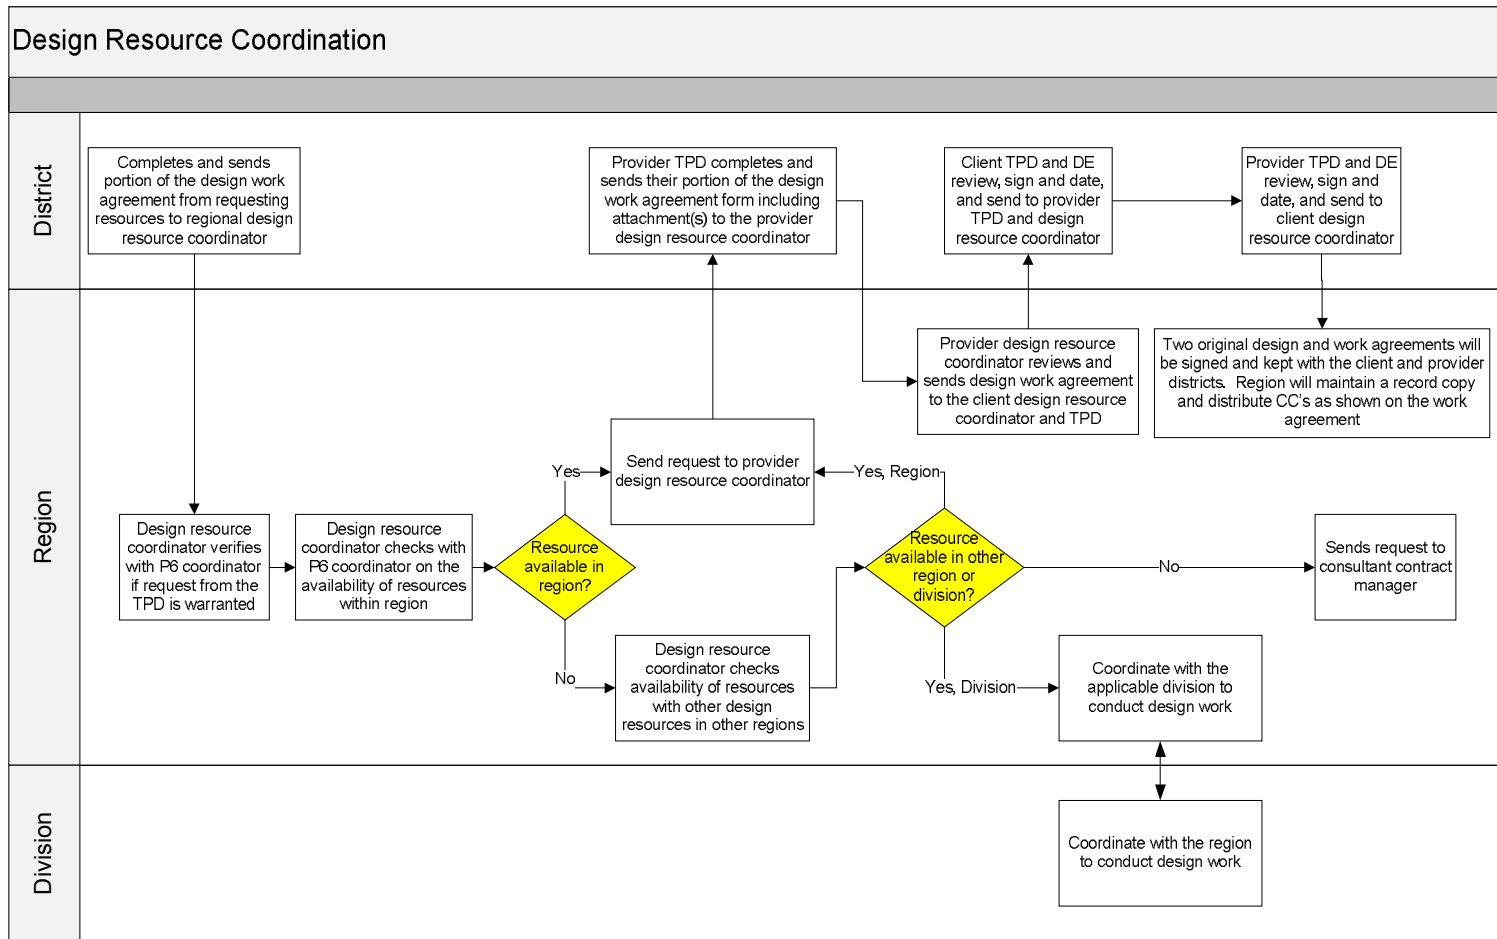 Design Resource Coordination
District
Completes and sends
portion of the design work
agreement from requesting
resources to regional design
resource coordinator
Provider TPD completes and
sends their portion of the design
work agreement form including
attachment(s) to the provider
design resource coordinator
Client TPD and DE
review, sign and date,
and send to provider
TPD and design
resource coordinator
Provider TPD and DE
review, sign and
date, and send to
client design
resource coordinator
Region
Provider design resource
coordinator reviews and
sends design work agreement
to the client design resource
coordinator and TPD
Two original design and work agreements will
be signed and kept with the client and provider
districts.  Region will maintain a record copy
and distribute CC's as shown on the work
agreement
Send request to provider
design resource coordinator
Yes
Yes, Region
Design resource
coordinator verifies
with P6 coordinator
if request from the
TPD is warranted
Design resource
coordinator checks with
P6 coordinator on the
availability of resources
within region
Resource
available in
region?
Resource
available in other
region or
division?
No
Sends request to
consultant contract
manager
No
Design resource
coordinator checks
availability of resources
with other design
resources in other regions
Yes, Division
Coordinate with the
applicable division to
conduct design work
Division
Coordinate with the region
to conduct design work